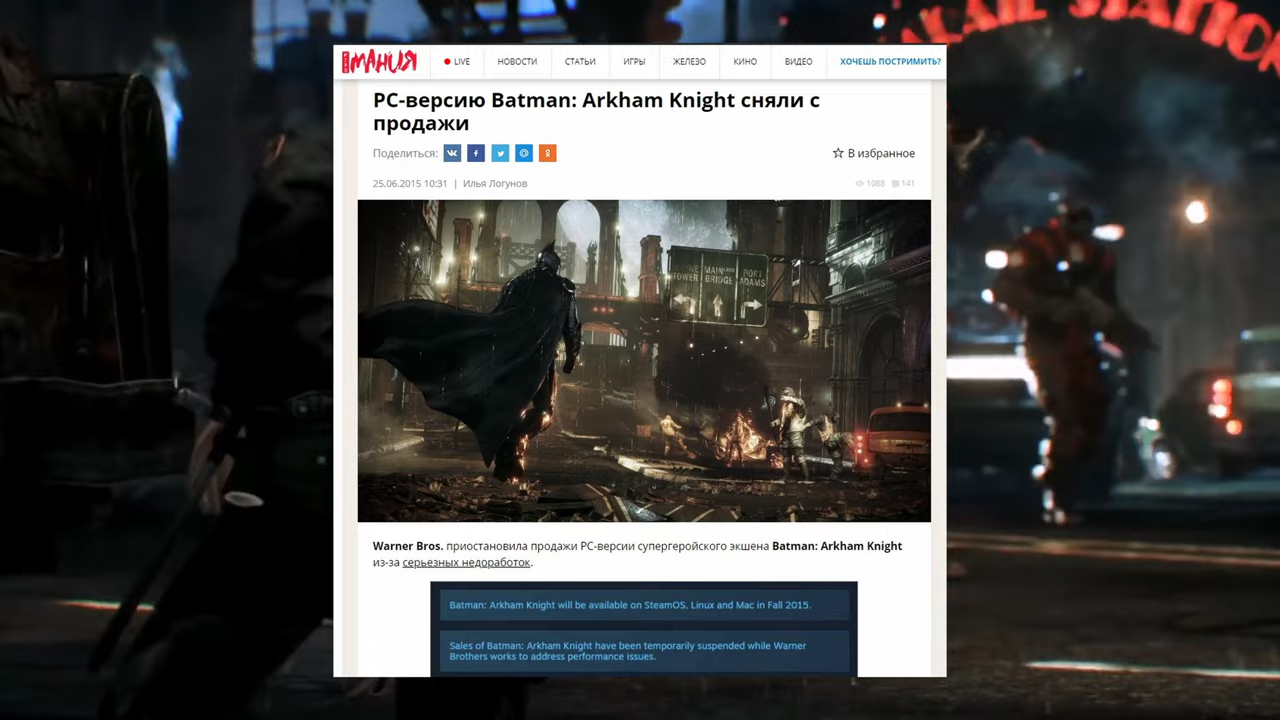 МАНИЯ
LIVE НОВОСТИ СТАТЬИ ИГРЫ ЖЕЛЕЗО КИНО ВИДЕО ХОЧЕШЬ ПОСТРИМИТЬ?
PC-версию Batman: Arkham Knight сняли с
продажи
Поделиться:
В избранное
25.06.2015 10:31 | Илья Логунов
1088 141
MAIN PORT
TOWER BRIDGE ADAMS
Warner Bros. приостановила продажи PC-версии супергеройского экшена Batman: Arkham Knight
из-за серьезных недоработок.
Batman: Arkham Knight will be available on SteamOS, Linux and Mac in Fall 2015.
Sales of Batman: Arkham Knight have been temporarily suspended while Warner
Brothers works to address performance issues.
STATION